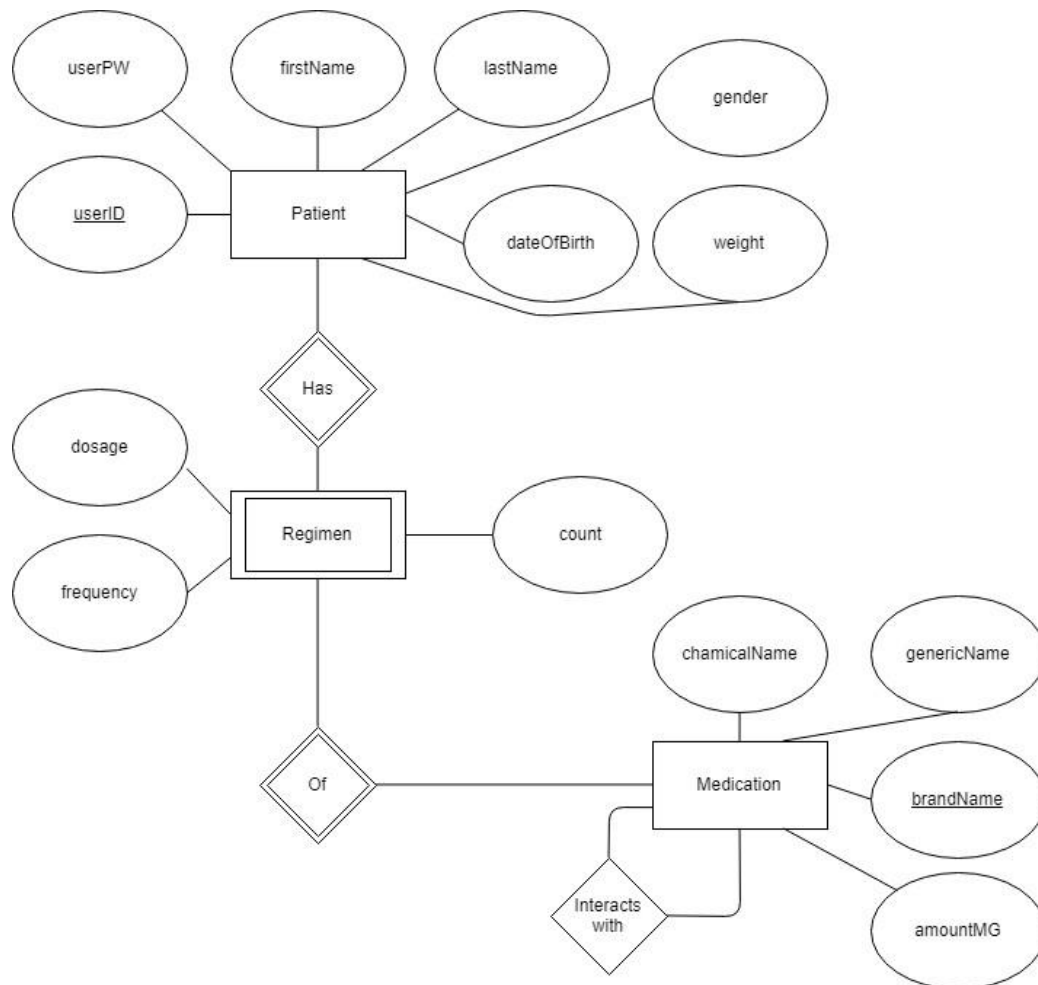 userPW
firstName
lastName
gender
userID
Patient
dateOfBirth
weight
Has
dosage
Regimen
count
frequency
chamicalName
genericName
Of
Medication
brandName
Interacts
with
amountMG